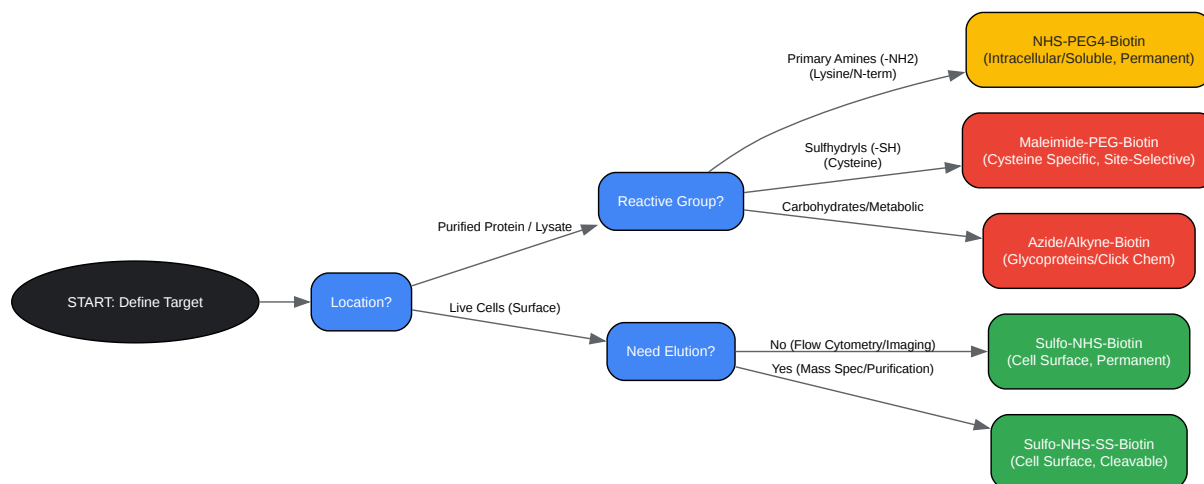 START: Define Target
Location?
Purified Protein / Lysate
Live Cells (Surface)
Reactive Group?
Need Elution?
Primary Amines (-NH2)
(Lysine/N-term)
Sulfhydryls (-SH)
(Cysteine)
Carbohydrates/Metabolic
No (Flow Cytometry/Imaging)
Yes (Mass Spec/Purification)
NHS-PEG4-Biotin
(Intracellular/Soluble, Permanent)
Maleimide-PEG-Biotin
(Cysteine Specific, Site-Selective)
Azide/Alkyne-Biotin
(Glycoproteins/Click Chem)
Sulfo-NHS-Biotin
(Cell Surface, Permanent)
Sulfo-NHS-SS-Biotin
(Cell Surface, Cleavable)